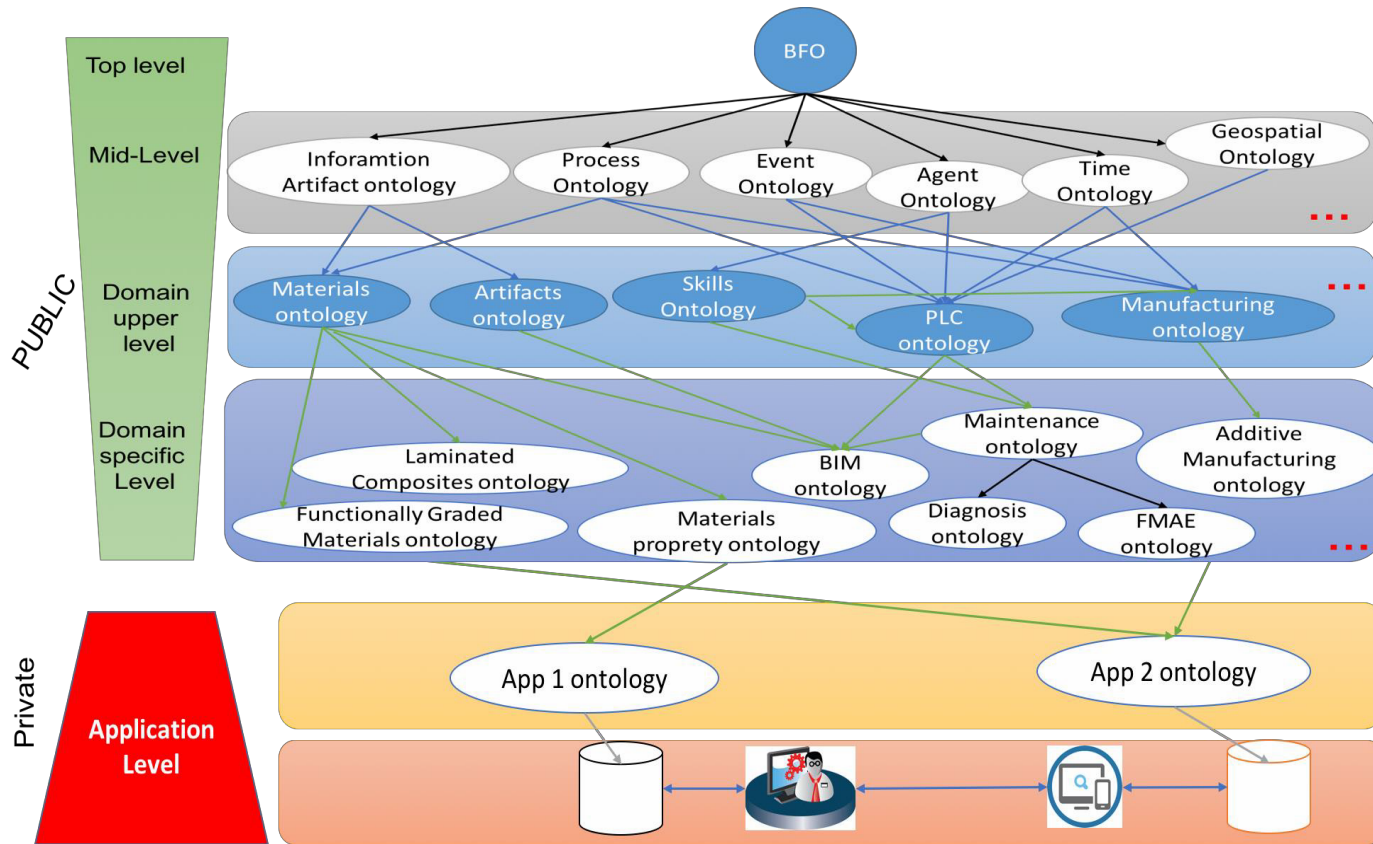 BFO
Top level
Mid-Level
Inforamtion
Artifact ontology
Process
Ontology
Event
Ontology
Agent
Ontology
Time
Ontology
Geospatial
Ontology
...
PUBLIC
Domain
upper
level
Materials
ontology
Artifacts
ontology
Skills
Ontology
PLC
ontology
Manufacturing
ontology
...
Domain
specific
Level
Laminated
Composites ontology
Functionally Graded
Materials ontology
Materials
proprety ontology
BIM
ontology
Maintenance
ontology
Diagnosis
ontology
FMAE
ontology
Additive
Manufacturing
ontology
...
Private
Application
Level
App 1 ontology
App 2 ontology